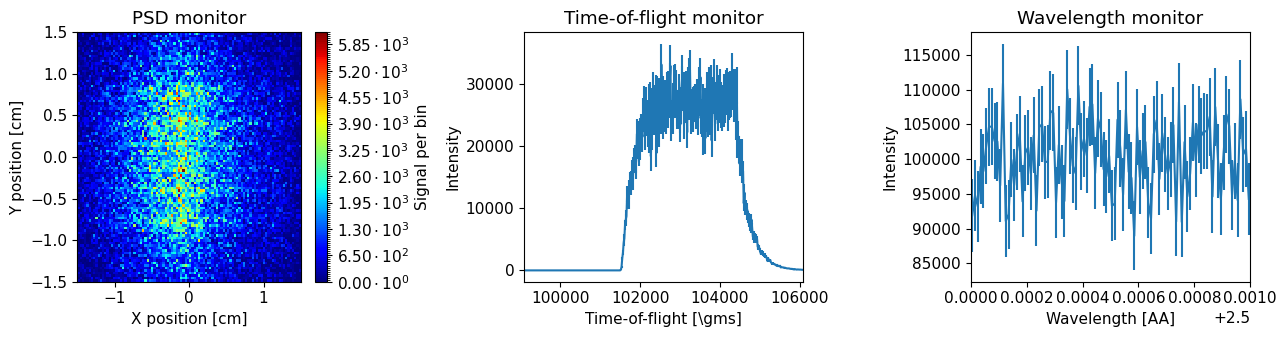 PSD monitor
Y position [cm]
1.5
1.0
0.5
0.0
−0.5
−1.0
−1.5
−1
0
1
X position [cm]
5.85 · 10³
5.20 · 10³
4.55 · 10³
3.90 · 10³
3.25 · 10³
2.60 · 10³
1.95 · 10³
1.30 · 10³
6.50 · 10²
0.00 · 10⁰
Signal per bin
Time-of-flight monitor
Intensity
30000
20000
10000
0
100000
102000
104000
106000
Time-of-flight [\gms]
Wavelength monitor
Intensity
115000
110000
105000
100000
95000
90000
85000
0.0000
0.0002
0.0004
0.0006
0.0008
0.0010
Wavelength [AA]
+2.5